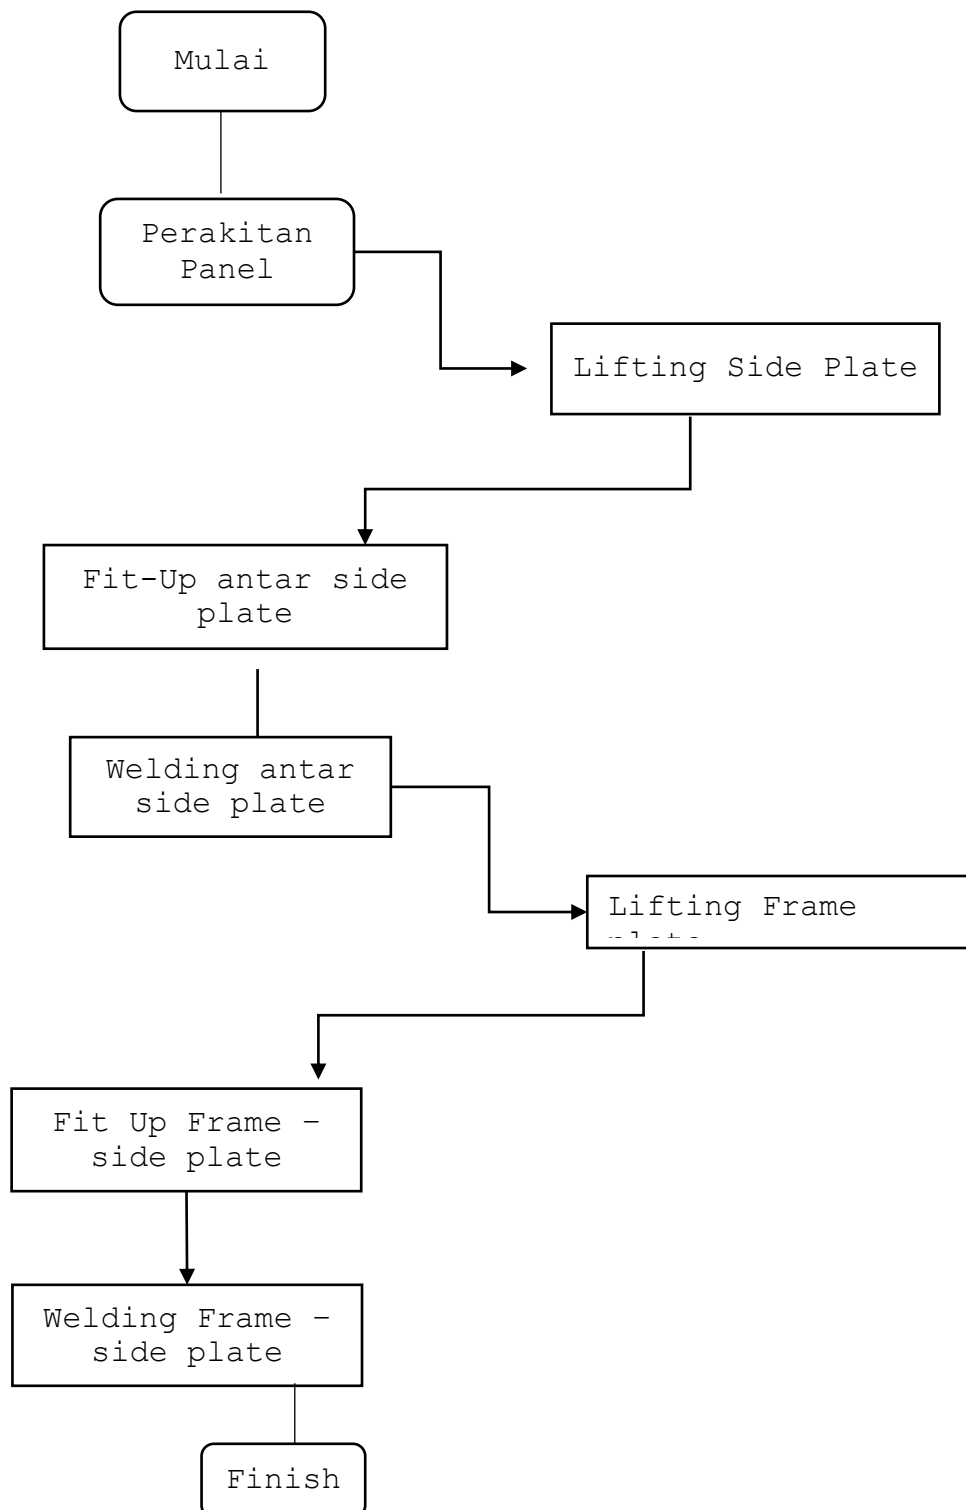 Mulai
Perakitan
Panel
Lifting Side Plate
Fit-Up antar side
plate
Welding antar
side plate
Lifting Frame
Fit Up Frame –
side plate
Welding Frame –
side plate
Finish